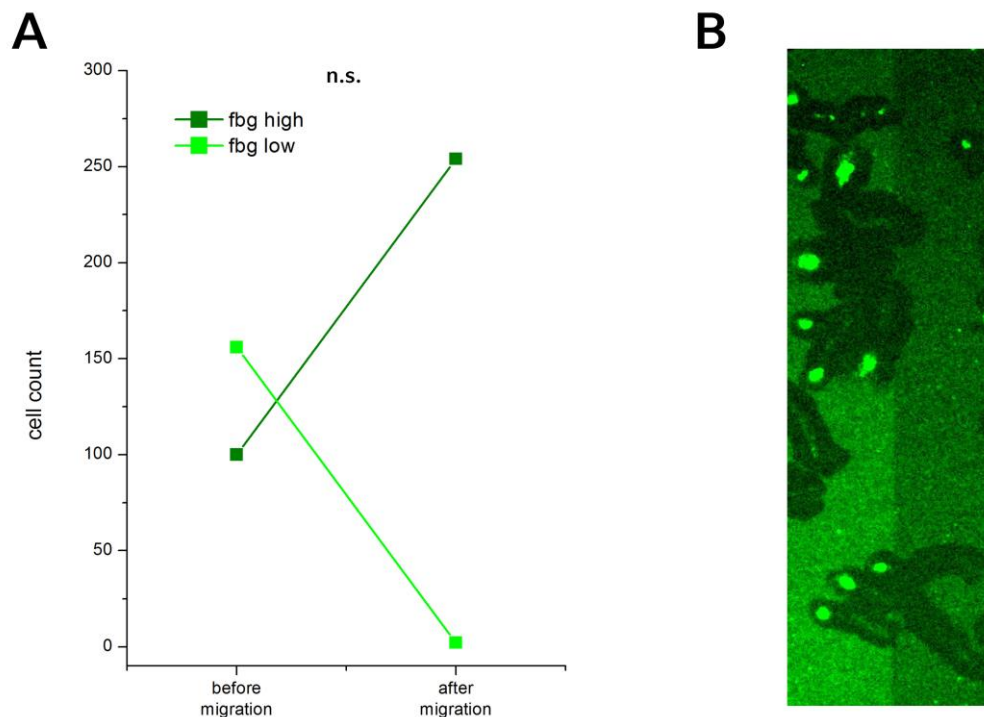 A
B
300
n.s.
fbg high
fbg low
250
200
150
100
50
0
cell count
before
migration
after
migration